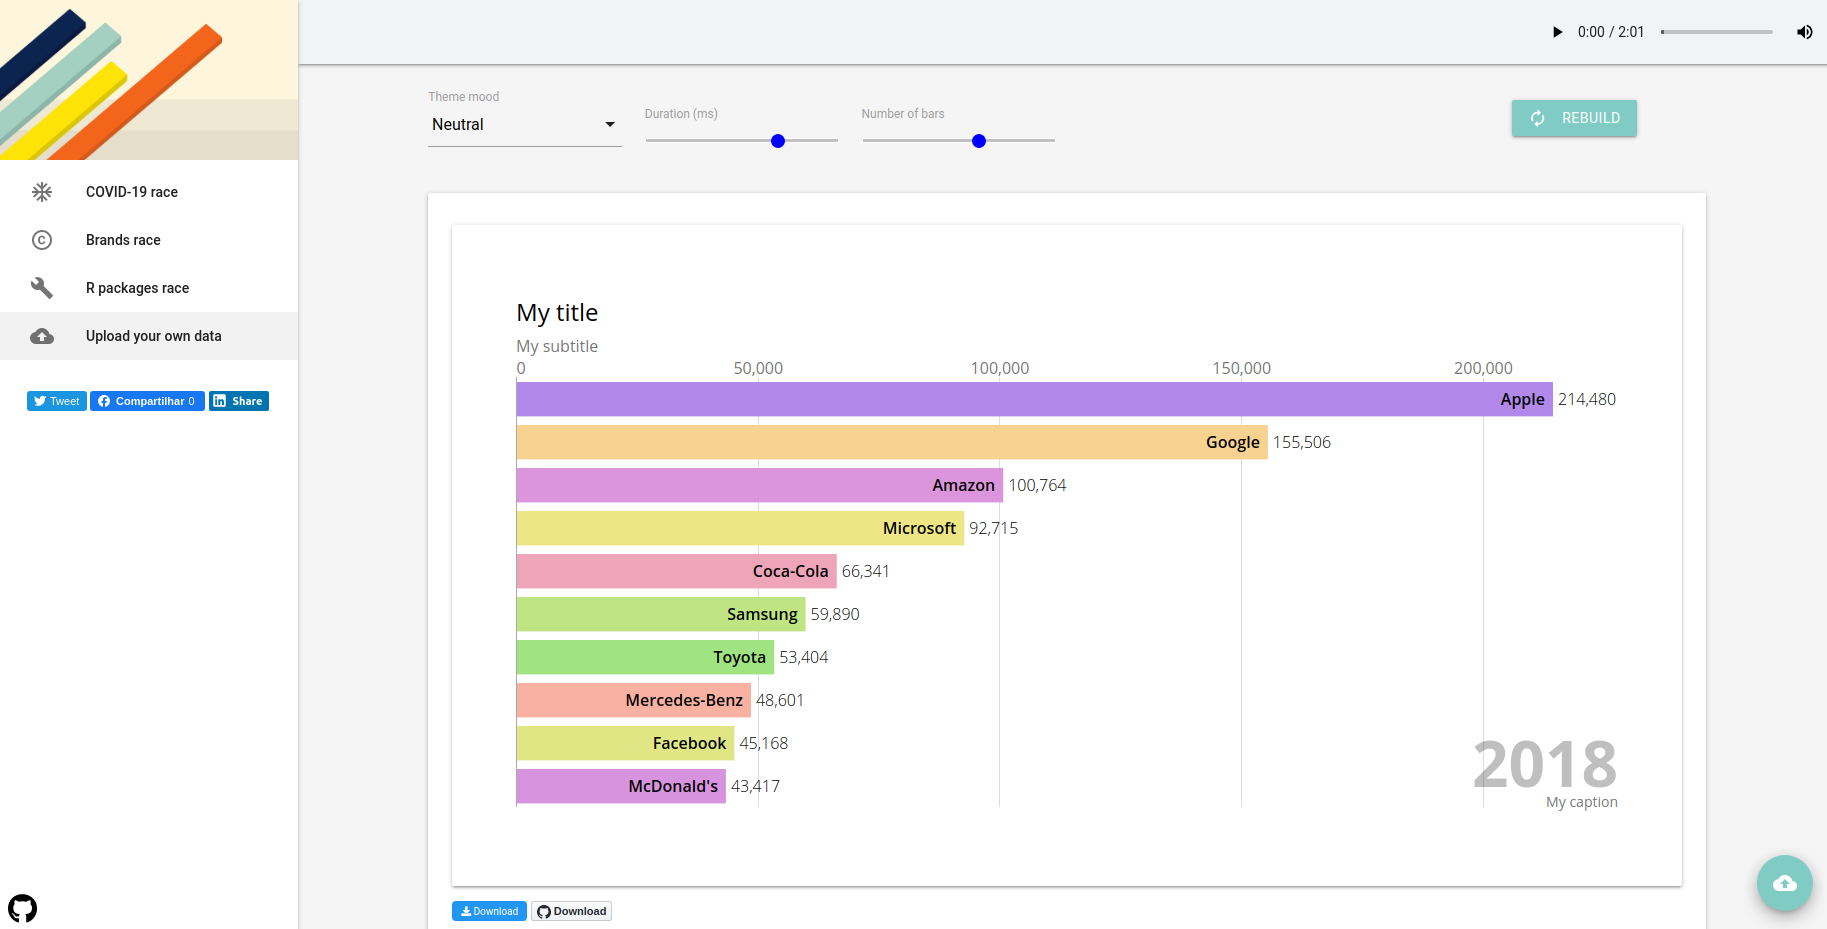 0:00 / 2:01
Theme mood
Neutral
Duration (ms)
Number of bars
REBUILD
COVID-19 race
Brands race
R packages race
Upload your own data
Tweet
Compartilhar 0
in Share
My title
My subtitle
0 50,000 100,000 150,000 200,000
Apple 214,480
Google 155,506
Amazon 100,764
Microsoft 92,715
Coca-Cola 66,341
Samsung 59,890
Toyota 53,404
Mercedes-Benz 48,601
Facebook 45,168
McDonald's 43,417
2018
My caption
Download
Download